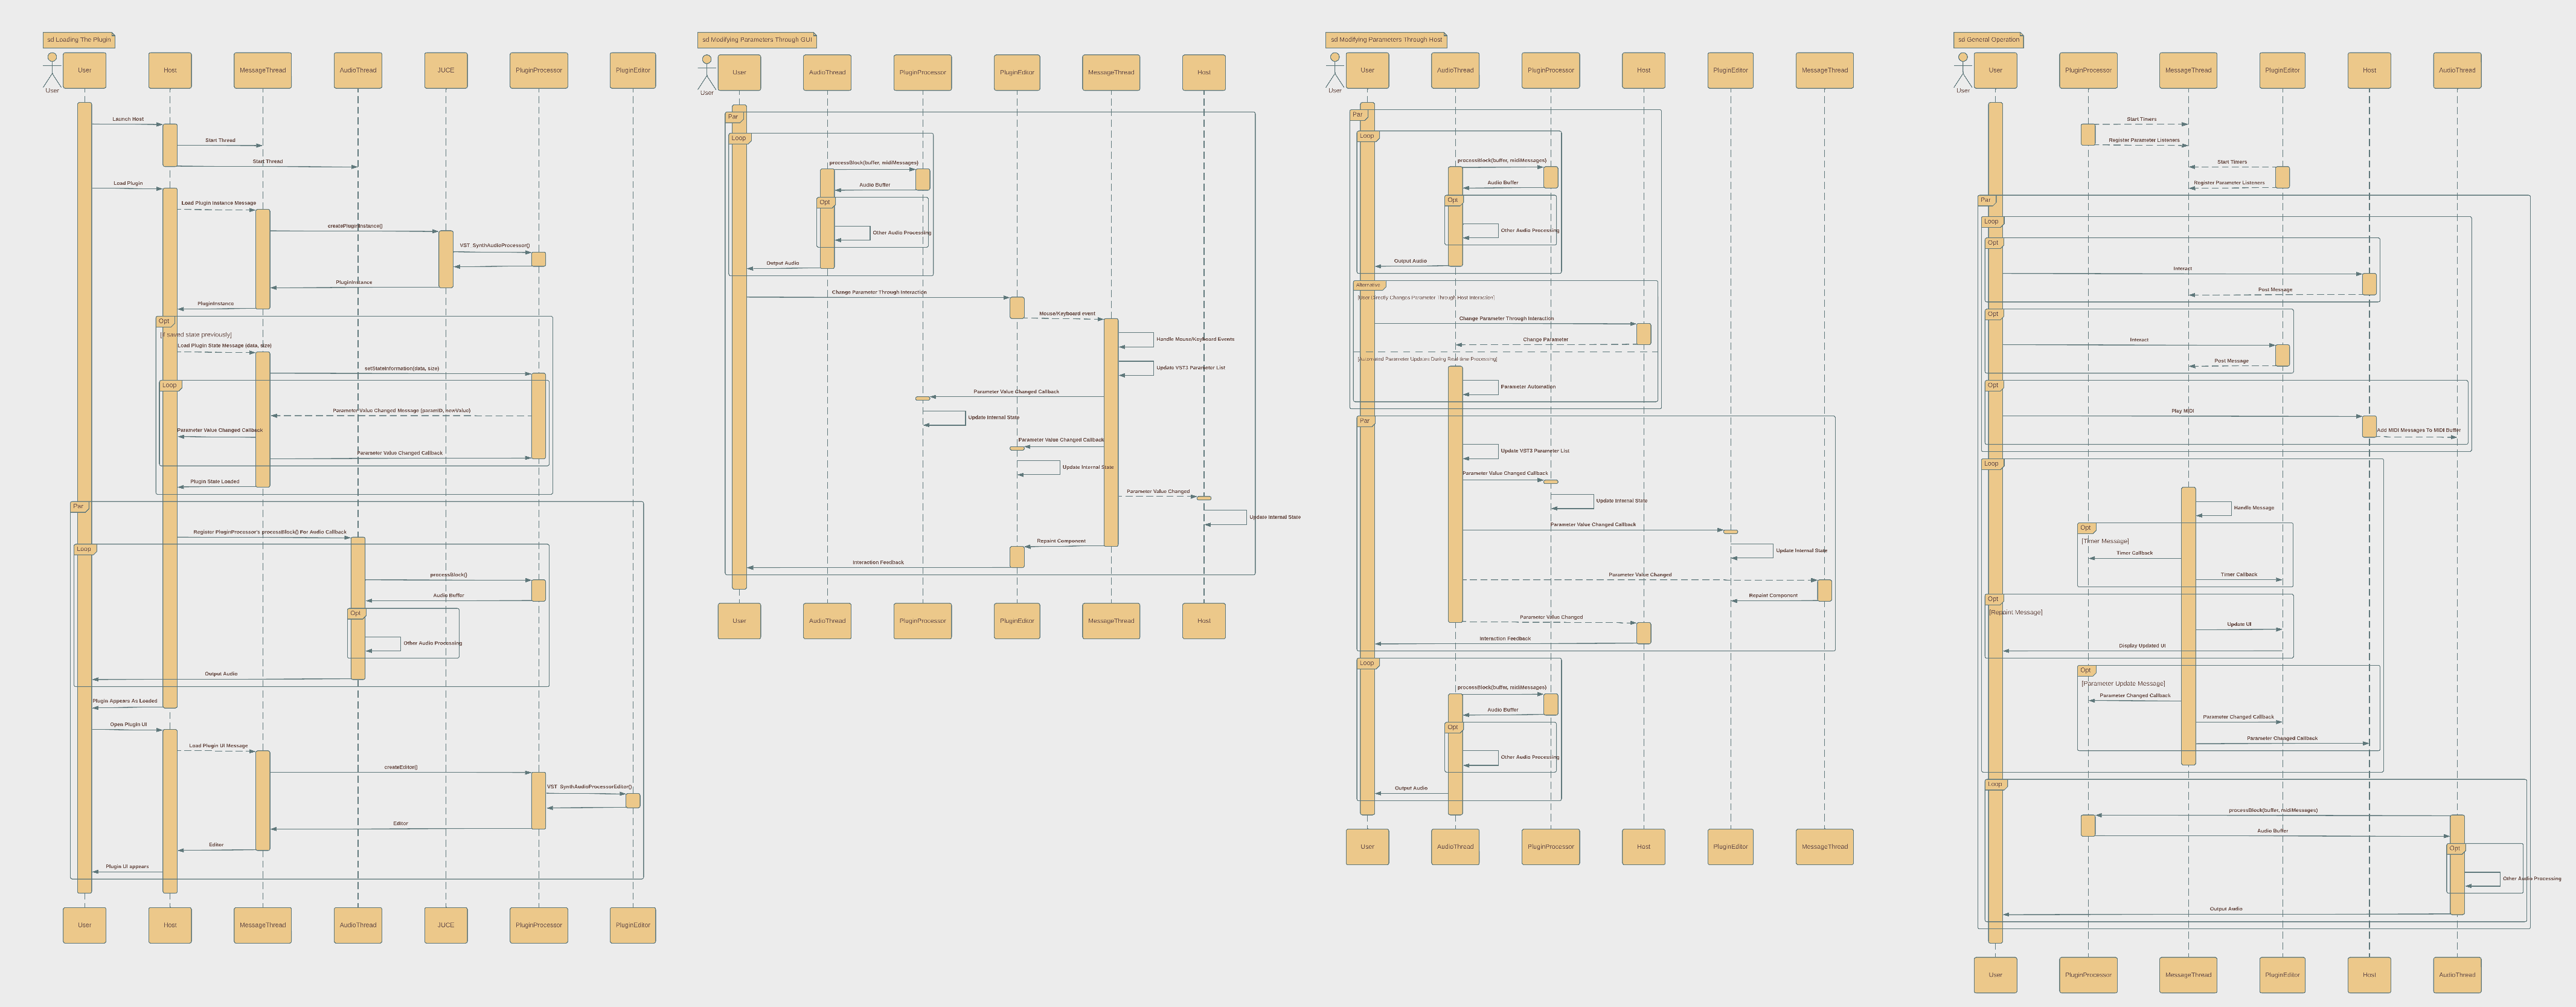 sd Loading The Plugin
User
User
Host
MessageThread
AudioThread
JUCE
PluginProcessor
PluginEditor
Launch Host
Start Thread
Start Thread
Load Plugin
Load Plugin Instance Message
createPluginInstance()
VST_SynthAudioProcessor()
PluginInstance
PluginInstance
Opt
[If saved state previously]
Load Plugin State Message (data, size)
setStateInformation(data, size)
Loop
Parameter Value Changed Message (paramID, newValue)
Parameter Value Changed Callback
Parameter Value Changed Callback
Plugin State Loaded
Par
Register PluginProcessor's processBlock() For Audio Callback
Loop
processBlock()
Audio Buffer
Opt
Other Audio Processing
Output Audio
Plugin Appears As Loaded
Open Plugin UI
Load Plugin UI Message
createEditor()
VST_SynthAudioProcessorEditor()
Editor
Editor
Plugin UI appears
User
Host
MessageThread
AudioThread
JUCE
PluginProcessor
PluginEditor
sd Modifying Parameters Through GUI
User
User
AudioThread
PluginProcessor
PluginEditor
MessageThread
Host
Par
Loop
processBlock(buffer, midiMessages)
Audio Buffer
Opt
Other Audio Processing
Output Audio
Change Parameter Through Interaction
Mouse/Keyboard event
Handle Mouse/Keyboard Events
Update VST3 Parameter List
Parameter Value Changed Callback
Update Internal State
Parameter Value Changed Callback
Update Internal State
Parameter Value Changed
Update Internal State
Repaint Component
Interaction Feedback
User
AudioThread
PluginProcessor
PluginEditor
MessageThread
Host
sd Modifying Parameters Through Host
User
User
AudioThread
PluginProcessor
Host
PluginEditor
MessageThread
Par
Loop
processBlock(buffer, midiMessages)
Audio Buffer
Opt
Other Audio Processing
Output Audio
Alternative
[User Directly Changes Parameter Through Host Interaction]
Change Parameter Through Interaction
Change Parameter
[Automated Parameter Updates During Real-time Processing]
Parameter Automation
Par
Update VST3 Parameter List
Parameter Value Changed Callback
Update Internal State
Parameter Value Changed Callback
Update Internal State
Parameter Value Changed
Repaint Component
Parameter Value Changed
Interaction Feedback
Loop
processBlock(buffer, midiMessages)
Audio Buffer
Opt
Other Audio Processing
Output Audio
User
AudioThread
PluginProcessor
Host
PluginEditor
MessageThread
sd General Operation
User
User
PluginProcessor
MessageThread
PluginEditor
Host
AudioThread
Start Timers
Register Parameter Listeners
Start Timers
Register Parameter Listeners
Par
Loop
Opt
Interact
Post Message
Opt
Interact
Post Message
Opt
Play MIDI
Add MIDI Messages To MIDI Buffer
Loop
Handle Message
Opt
[Timer Message]
Timer Callback
Timer Callback
Opt
[Repaint Message]
Update UI
Display Updated UI
Opt
[Parameter Update Message]
Parameter Changed Callback
Parameter Changed Callback
Parameter Changed Callback
Loop
processBlock(buffer, midiMessages)
Audio Buffer
Opt
Other Audio Processing
Output Audio
User
PluginProcessor
MessageThread
PluginEditor
Host
AudioThread